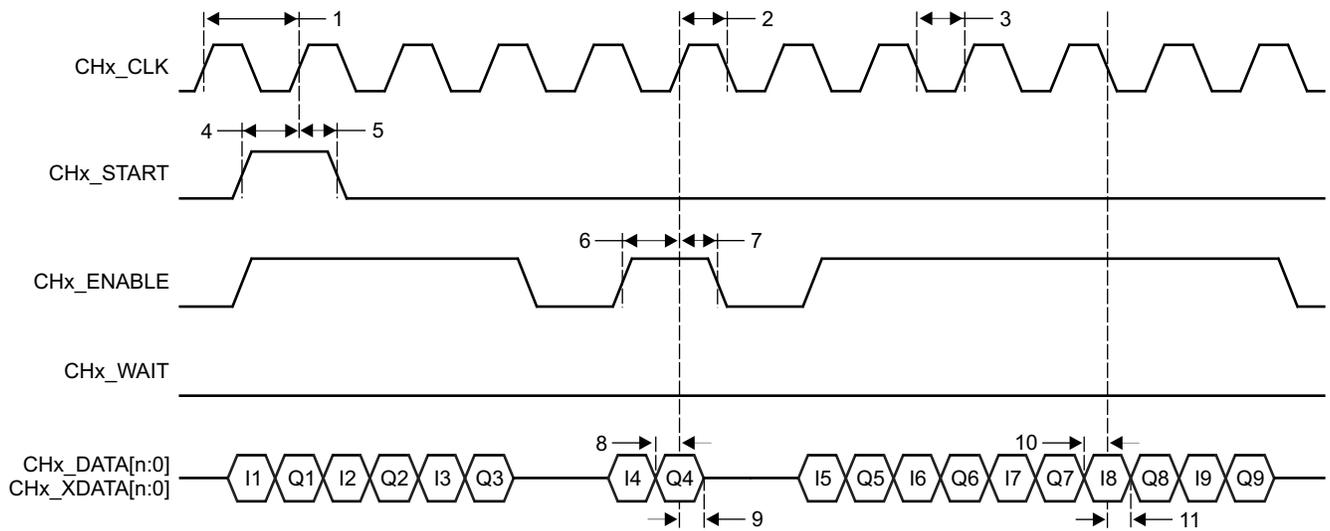 1 2 3
CHx_CLK
4 5
CHx_START
6 7
CHx_ENABLE
CHx_WAIT
8 10
CHx_DATA[n:0]
CHx_XDATA[n:0]
I1 Q1 I2 Q2 I3 Q3 I4 Q4 I5 Q5 I6 Q6 I7 Q7 I8 Q8 I9 Q9
9 11